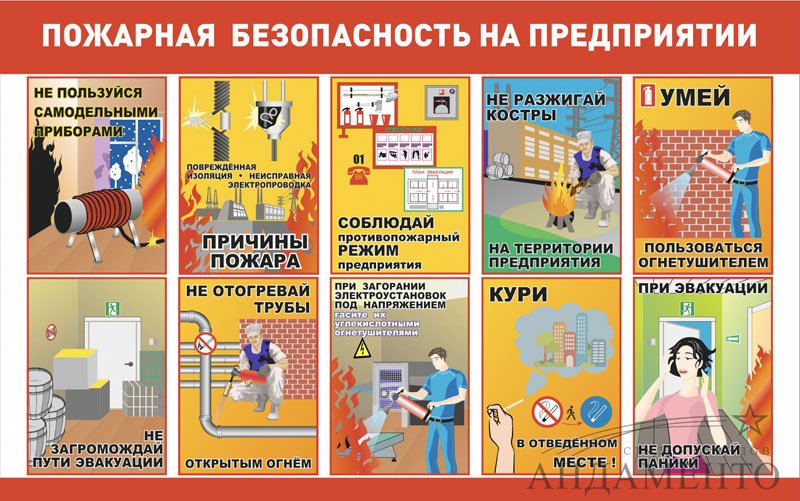 ПОЖАРНАЯ БЕЗОПАСНОСТЬ НА ПРЕДПРИЯТИИ
НЕ ПОЛЬЗУЙСЯ
САМОДЕЛЬНЫМИ
ПРИБОРАМИ
ПОВРЕЖДЁННАЯ
ИЗОЛЯЦИЯ • НЕИСПРАВНАЯ
ЭЛЕКТРОПРОВОДКА
ПРИЧИНЫ
ПОЖАРА
01
ПЛАН ЭВАКУАЦИИ
СОБЛЮДАЙ
противопожарный
РЕЖИМ
предприятия
НЕ РАЗЖИГАЙ
КОСТРЫ
НА ТЕРРИТОРИИ
ПРЕДПРИЯТИЯ
УМЕЙ
ПОЛЬЗОВАТЬСЯ
ОГНЕТУШИТЕЛЕМ
НЕ
ЗАГРОМОЖДАЙ
ПУТИ ЭВАКУАЦИИ
НЕ ОТОГРЕВАЙ
ТРУБЫ
ОТКРЫТЫМ ОГНЁМ
ПРИ ЗАГОРАНИИ
ЭЛЕКТРОУСТАНОВОК
ПОД НАПРЯЖЕНИЕМ
гасите их
углекислотными
огнетушителями
КУРИ
В ОТВЕДЁННОМ
МЕСТЕ !
ПРИ ЭВАКУАЦИИ
НЕ ДОПУСКАЙ
ПАНИКИ
АНДАМЕНТО